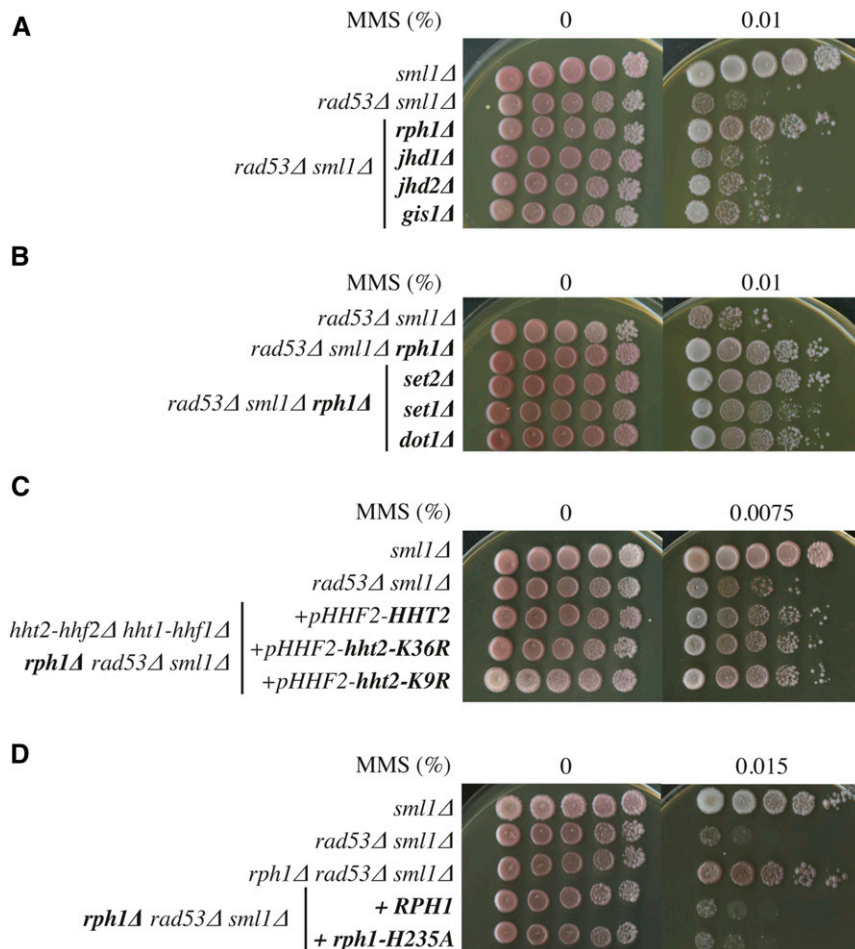 A
MMS (%) 0 0.01
sml1Δ
rad53Δ sml1Δ
rph1Δ
jhd1Δ
rad53Δ sml1Δ
jhd2Δ
gis1Δ
B
MMS (%) 0 0.01
rad53Δ sml1Δ
rad53Δ sml1Δ rph1Δ
set2Δ
rad53Δ sml1Δ rph1Δ set1Δ
dot1Δ
C
MMS (%) 0 0.0075
sml1Δ
rad53Δ sml1Δ
+pHHF2-HHT2
hht2-hhf2Δ hht1-hhf1Δ
+pHHF2-hht2-K36R
rph1Δ rad53Δ sml1Δ
+pHHF2-hht2-K9R
D
MMS (%) 0 0.015
sml1Δ
rad53Δ sml1Δ
rph1Δ rad53Δ sml1Δ
+ RPH1
rph1Δ rad53Δ sml1Δ
+ rph1-H235A